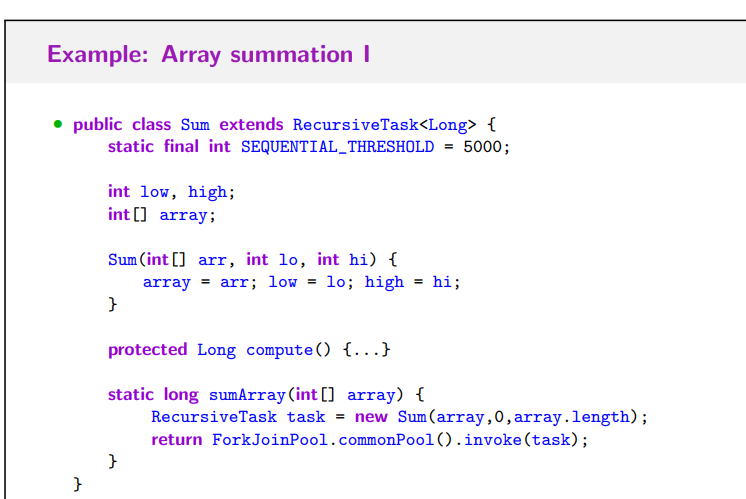 Example: Array summation I
• public class Sum extends RecursiveTask<Long> {
static final int SEQUENTIAL_THRESHOLD = 5000;
int low, high;
int[] array;
Sum(int[] arr, int lo, int hi) {
array = arr; low = lo; high = hi;
}
protected Long compute() {...}
static long sumArray(int[] array) {
RecursiveTask task = new Sum(array,0,array.length);
return ForkJoinPool.commonPool().invoke(task);
}
}